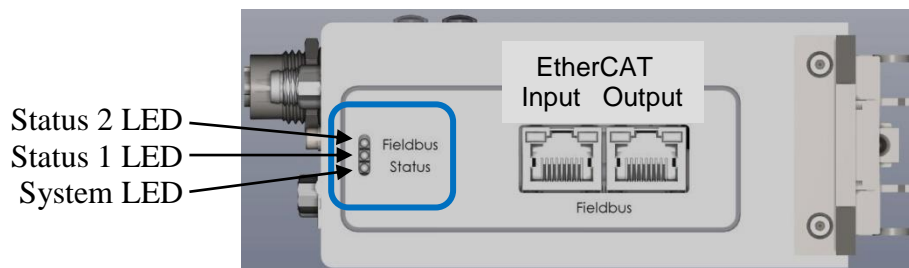 EtherCAT
Input Output
Status 2 LED
Status 1 LED
System LED
Fieldbus
Status
Fieldbus